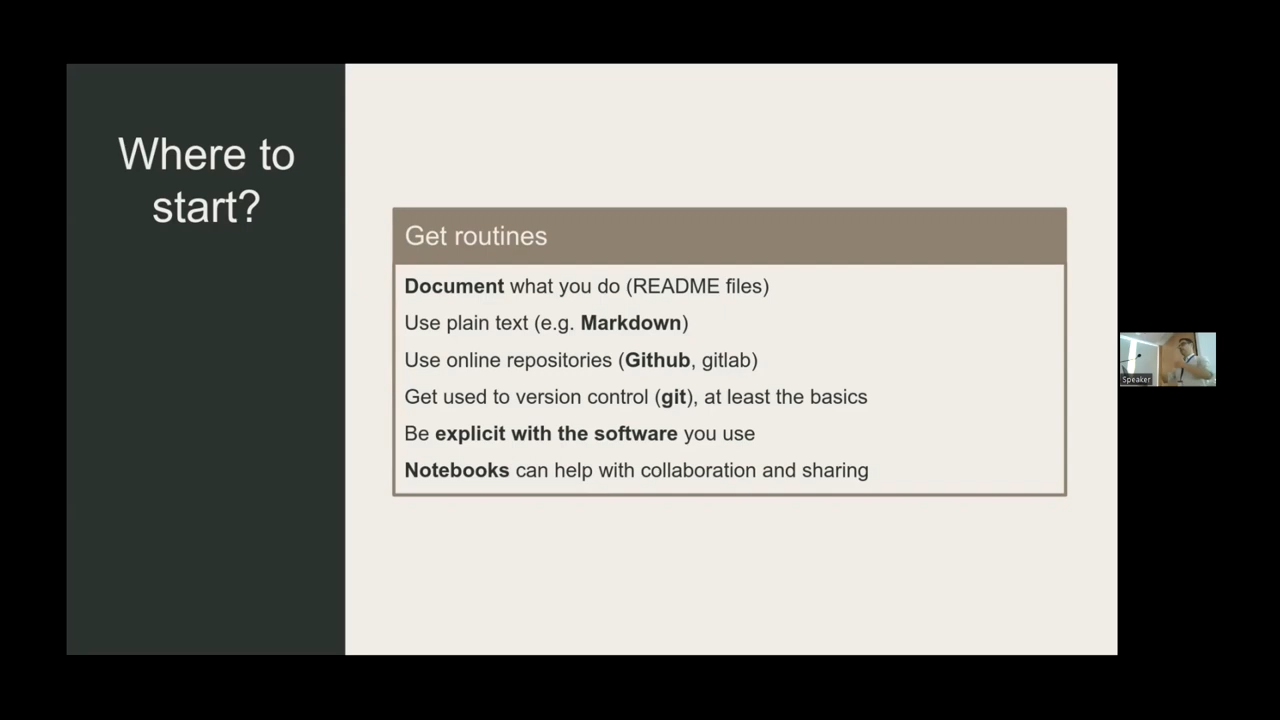 Where to
start?
Get routines
Document what you do (README files)
Use plain text (e.g. Markdown)
Use online repositories (Github, gitlab)
Get used to version control (git), at least the basics
Be explicit with the software you use
Notebooks can help with collaboration and sharing
Speaker